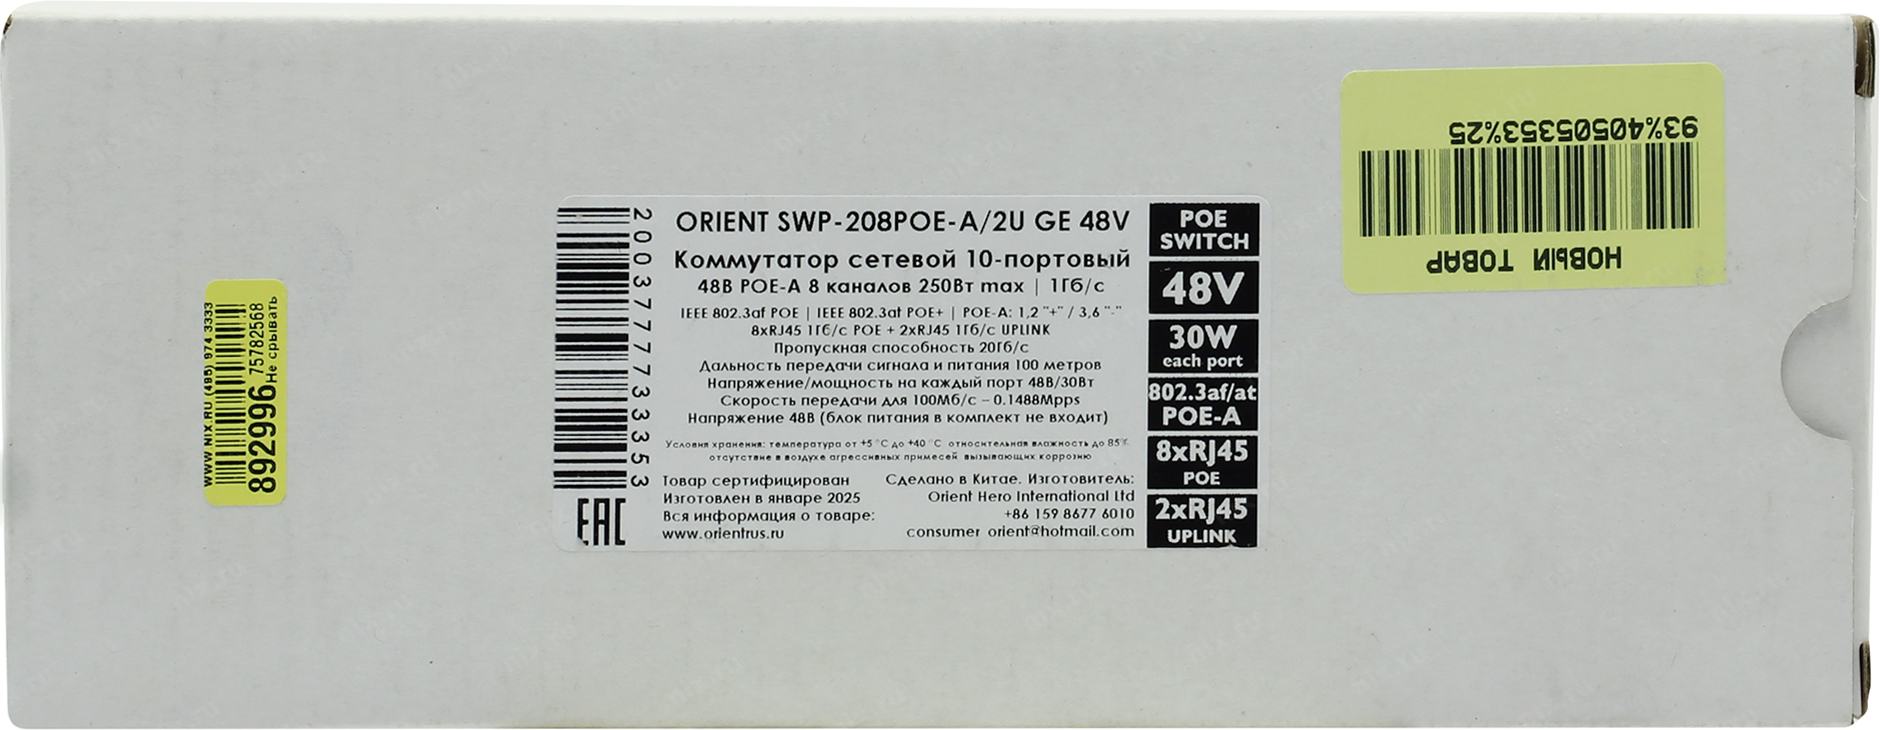 www.nix.ru (495) 974 3333
892996
75782568
Не срывать
2003777733353
ORIENT SWP-208POE-A/2U GE 48V
Коммутатор сетевой 10-портовый
48В POE-A 8 каналов 250Вт max | 1Гб/с
IEEE 802.3af POE | IEEE 802.3at POE+ | POE-A: 1,2 "+" / 3,6 "-"
8xRJ45 1Гб/с POE + 2xRJ45 1Гб/с UPLINK
Пропускная способность 20Гб/с
Дальность передачи сигнала и питания 100 метров
Напряжение/мощность на каждый порт 48В/30Вт
Скорость передачи для 100Мб/с – 0.1488Mpps
Напряжение 48В (блок питания в комплект не входит)
Условия хранения: температура от +5 °C до +40 °C относительная влажность до 85%
отсутствие в воздухе агрессивных примесей вызывающих коррозию
Товар сертифицирован
Изготовлен в январе 2025
Вся информация о товаре:
www.orientrus.ru
Сделано в Китае. Изготовитель:
Orient Hero International Ltd
+86 159 8677 6010
consumer_orient@hotmail.com
EAC
POE
SWITCH
48V
30W
each port
802.3af/at
POE-A
8xRJ45
POE
2xRJ45
UPLINK
НОВЫЙ ТОВАР
93%40505353%25